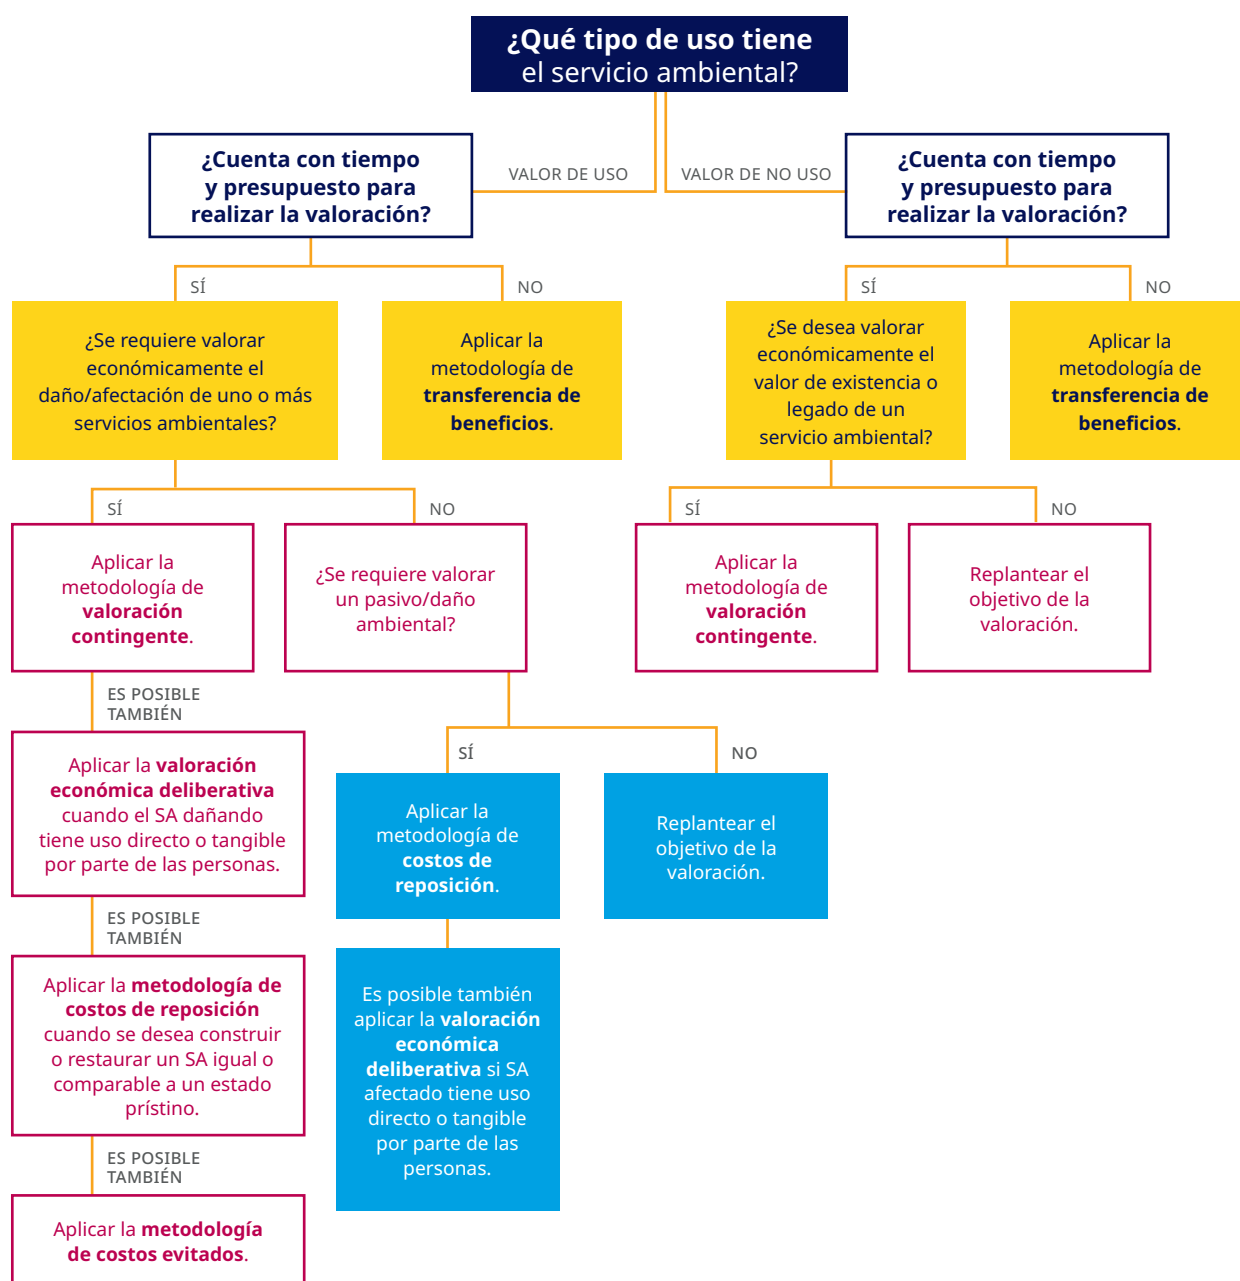 ¿Qué tipo de uso tiene
el servicio ambiental?
¿Cuenta con tiempo
y presupuesto para
realizar la valoración?
VALOR DE USO
VALOR DE NO USO
¿Cuenta con tiempo
y presupuesto para
realizar la valoración?
SÍ
NO
SÍ
NO
¿Se requiere valorar
económicamente el
daño/afectación de uno o más
servicios ambientales?
Aplicar la
metodología de
transferencia de
beneficios.
¿Se desea valorar
económicamente el
valor de existencia o
legado de un
servicio ambiental?
Aplicar la
metodología de
transferencia de
beneficios.
SÍ
NO
SÍ
NO
Aplicar la
metodología de
valoración
contingente.
¿Se requiere valorar
un pasivo/daño
ambiental?
Aplicar la
metodología de
valoración
contingente.
Replantear el
objetivo de la
valoración.
ES POSIBLE
TAMBIÉN
SÍ
NO
Aplicar la valoración
económica deliberativa
cuando el SA dañando
tiene uso directo o tangible
por parte de las personas.
Aplicar la
metodología de
costos de
reposición.
Replantear el
objetivo de la
valoración.
ES POSIBLE
TAMBIÉN
Aplicar la metodología de
costos de reposición
cuando se desea construir
o restaurar un SA igual o
comparable a un estado
prístino.
Es posible también
aplicar la valoración
económica
deliberativa si SA
afectado tiene uso
directo o tangible
por parte de las
personas.
ES POSIBLE
TAMBIÉN
Aplicar la metodología
de costos evitados.